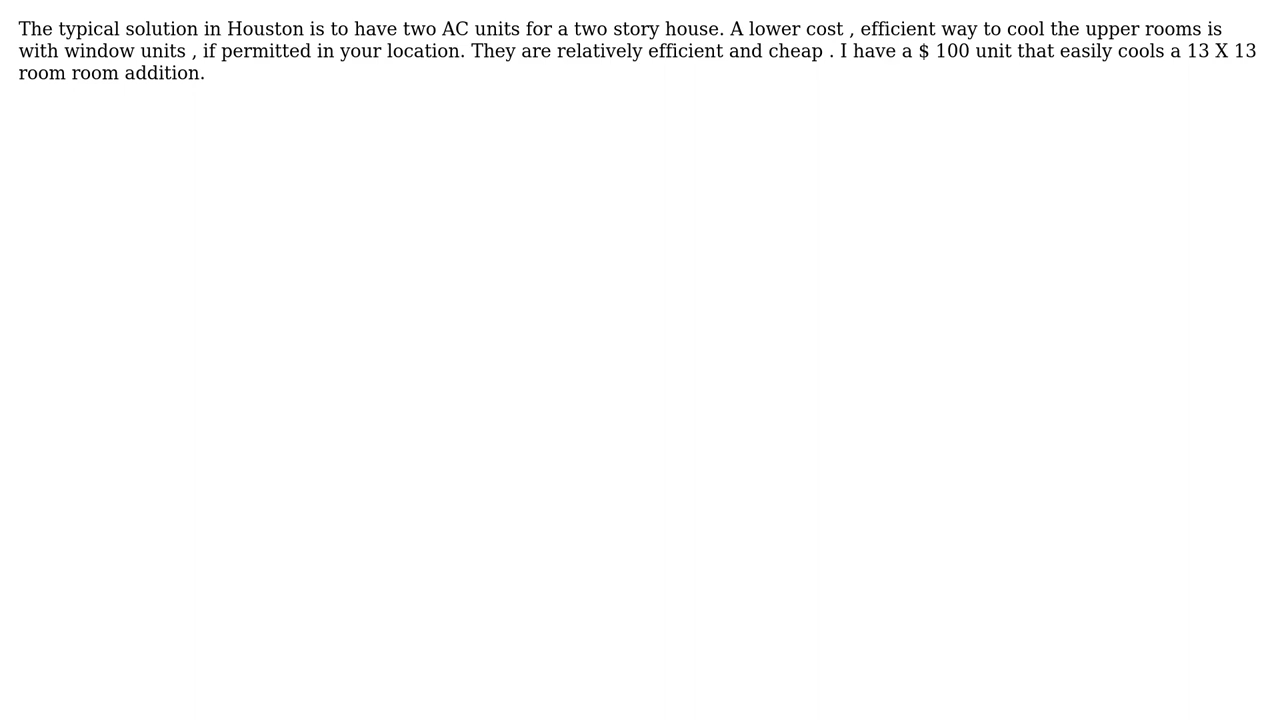 The typical solution in Houston is to have two AC units for a two story house. A lower cost , efficient way to cool the upper rooms is
with window units , if permitted in your location. They are relatively efficient and cheap . I have a $ 100 unit that easily cools a 13 X 13
room room addition.